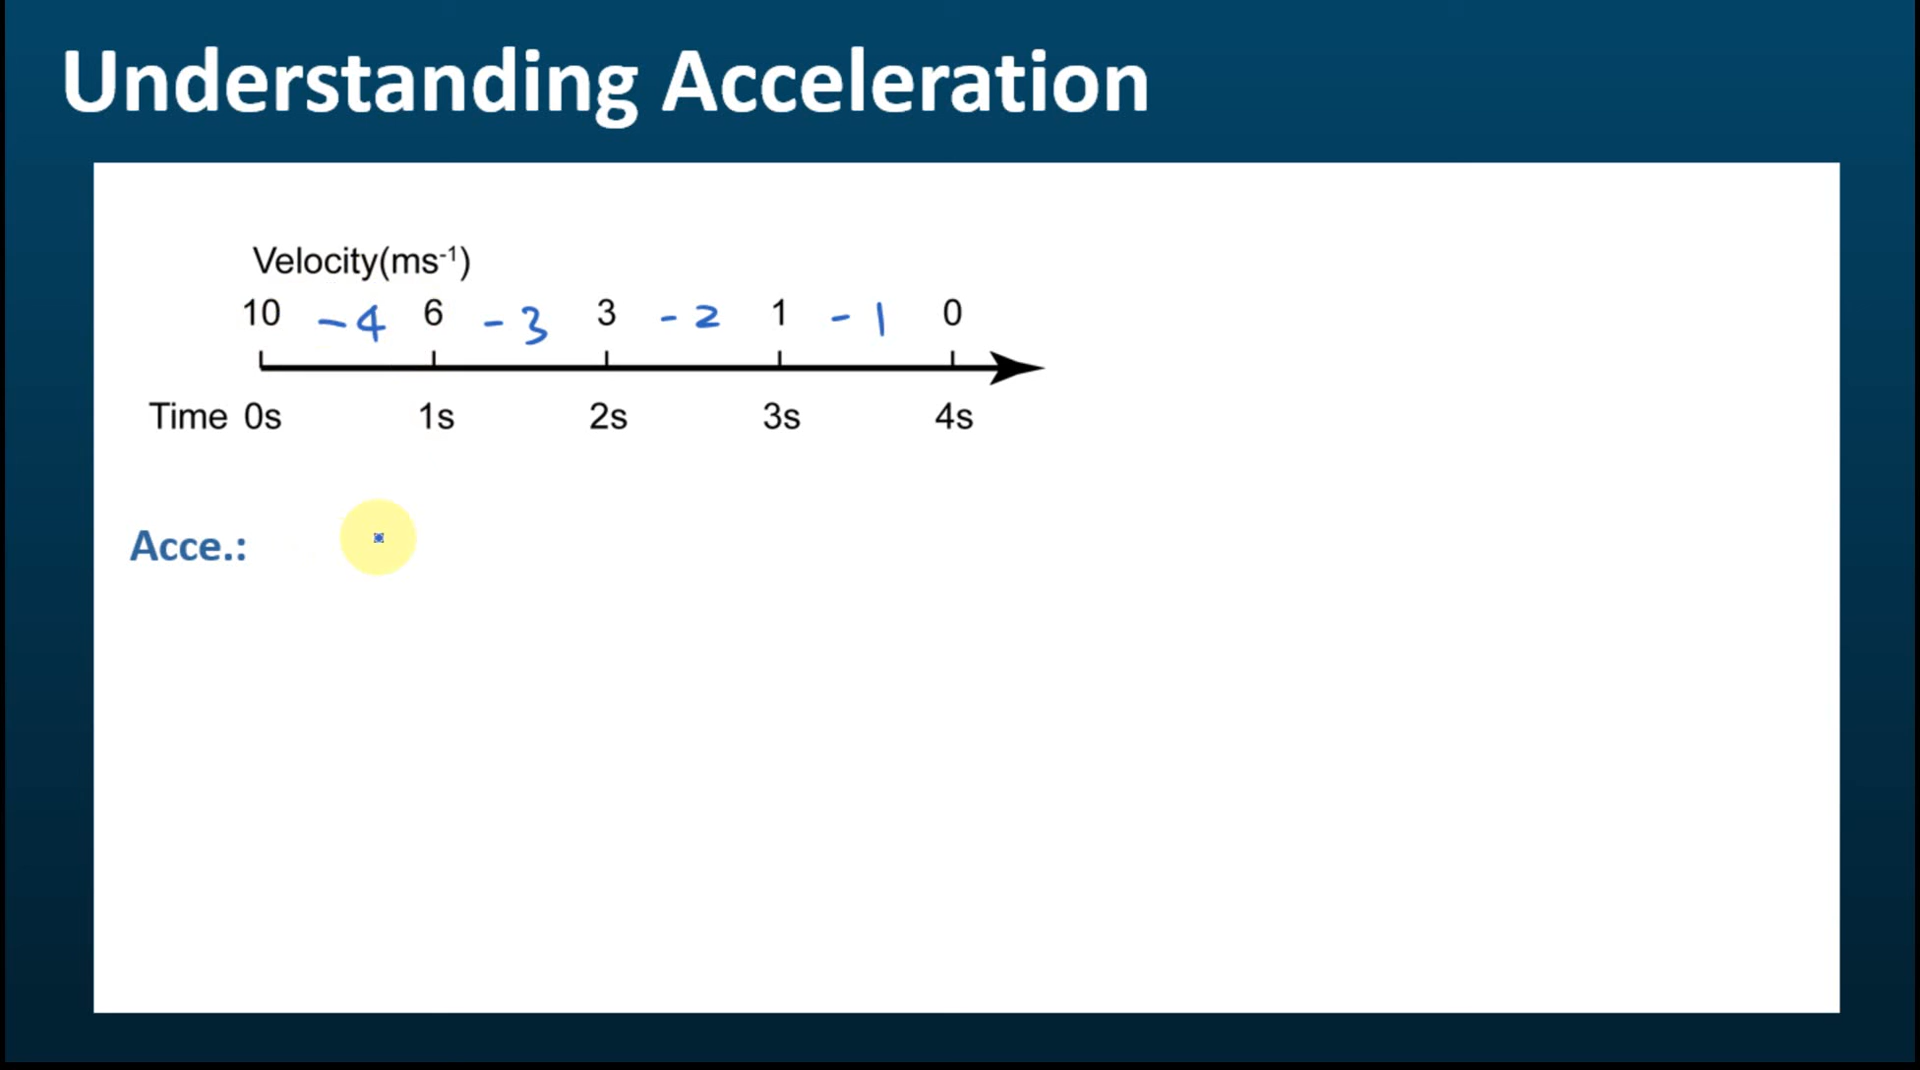 Understanding Acceleration
Velocity(ms⁻¹)
10 -4 6 -3 3 -2 1 -1 0
Time 0s 1s 2s 3s 4s
Acce.: